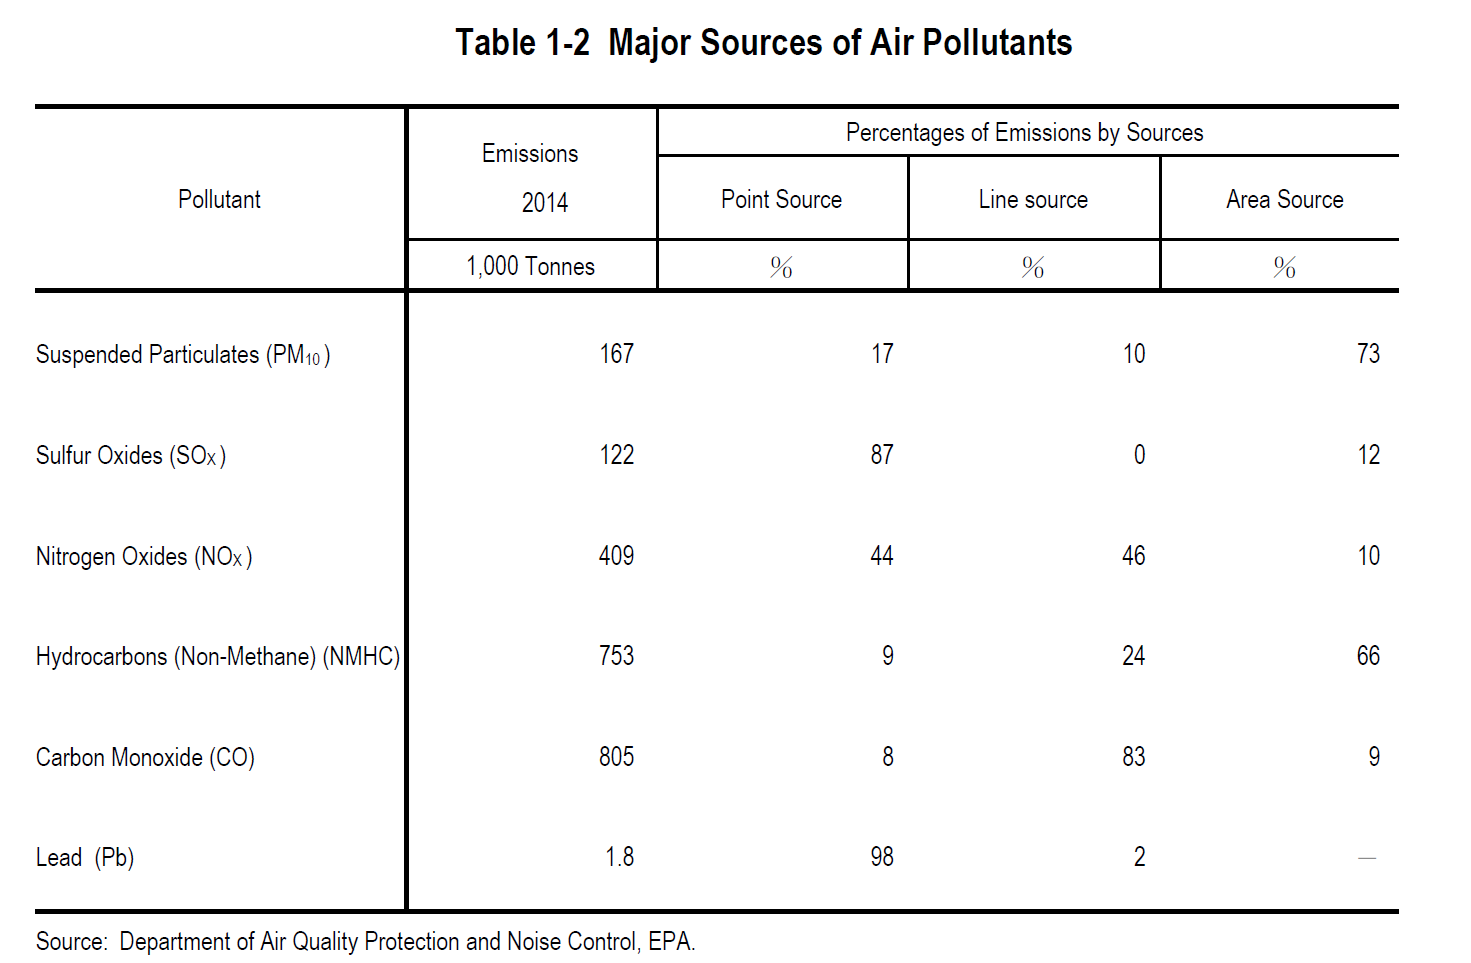 Table 1-2 Major Sources of Air Pollutants
Pollutant Emissions 2014 Percentages of Emissions by Sources
Point Source Line source Area Source
1,000 Tonnes % % %
Suspended Particulates (PM10) 167 17 10 73
Sulfur Oxides (SOX) 122 87 0 12
Nitrogen Oxides (NOX) 409 44 46 10
Hydrocarbons (Non-Methane) (NMHC) 753 9 24 66
Carbon Monoxide (CO) 805 8 83 9
Lead (Pb) 1.8 98 2 —
Source: Department of Air Quality Protection and Noise Control, EPA.